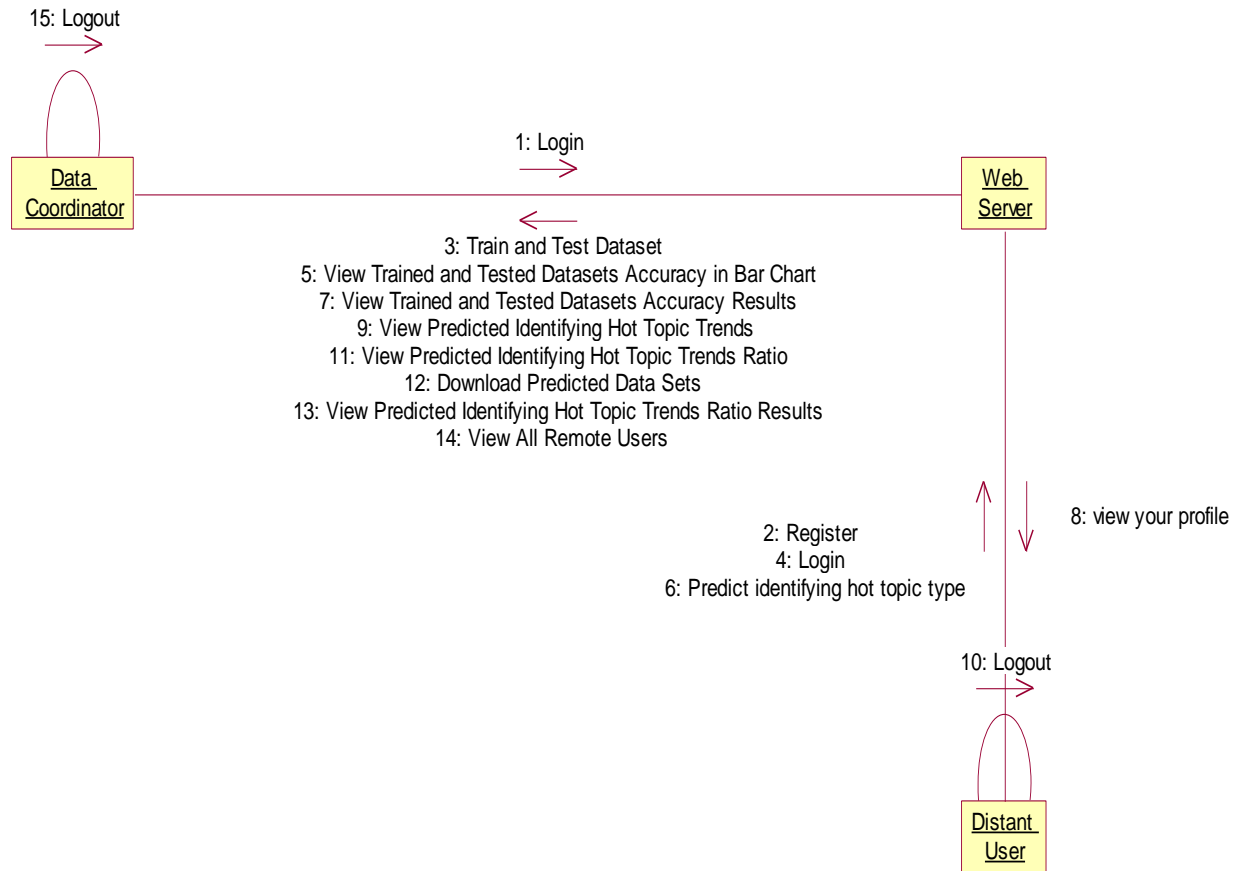 15: Logout
Data
Coordinator
1: Login
Web
Server
3: Train and Test Dataset
5: View Trained and Tested Datasets Accuracy in Bar Chart
7: View Trained and Tested Datasets Accuracy Results
9: View Predicted Identifying Hot Topic Trends
11: View Predicted Identifying Hot Topic Trends Ratio
12: Download Predicted Data Sets
13: View Predicted Identifying Hot Topic Trends Ratio Results
14: View All Remote Users
8: view your profile
2: Register
4: Login
6: Predict identifying hot topic type
10: Logout
Distant
User